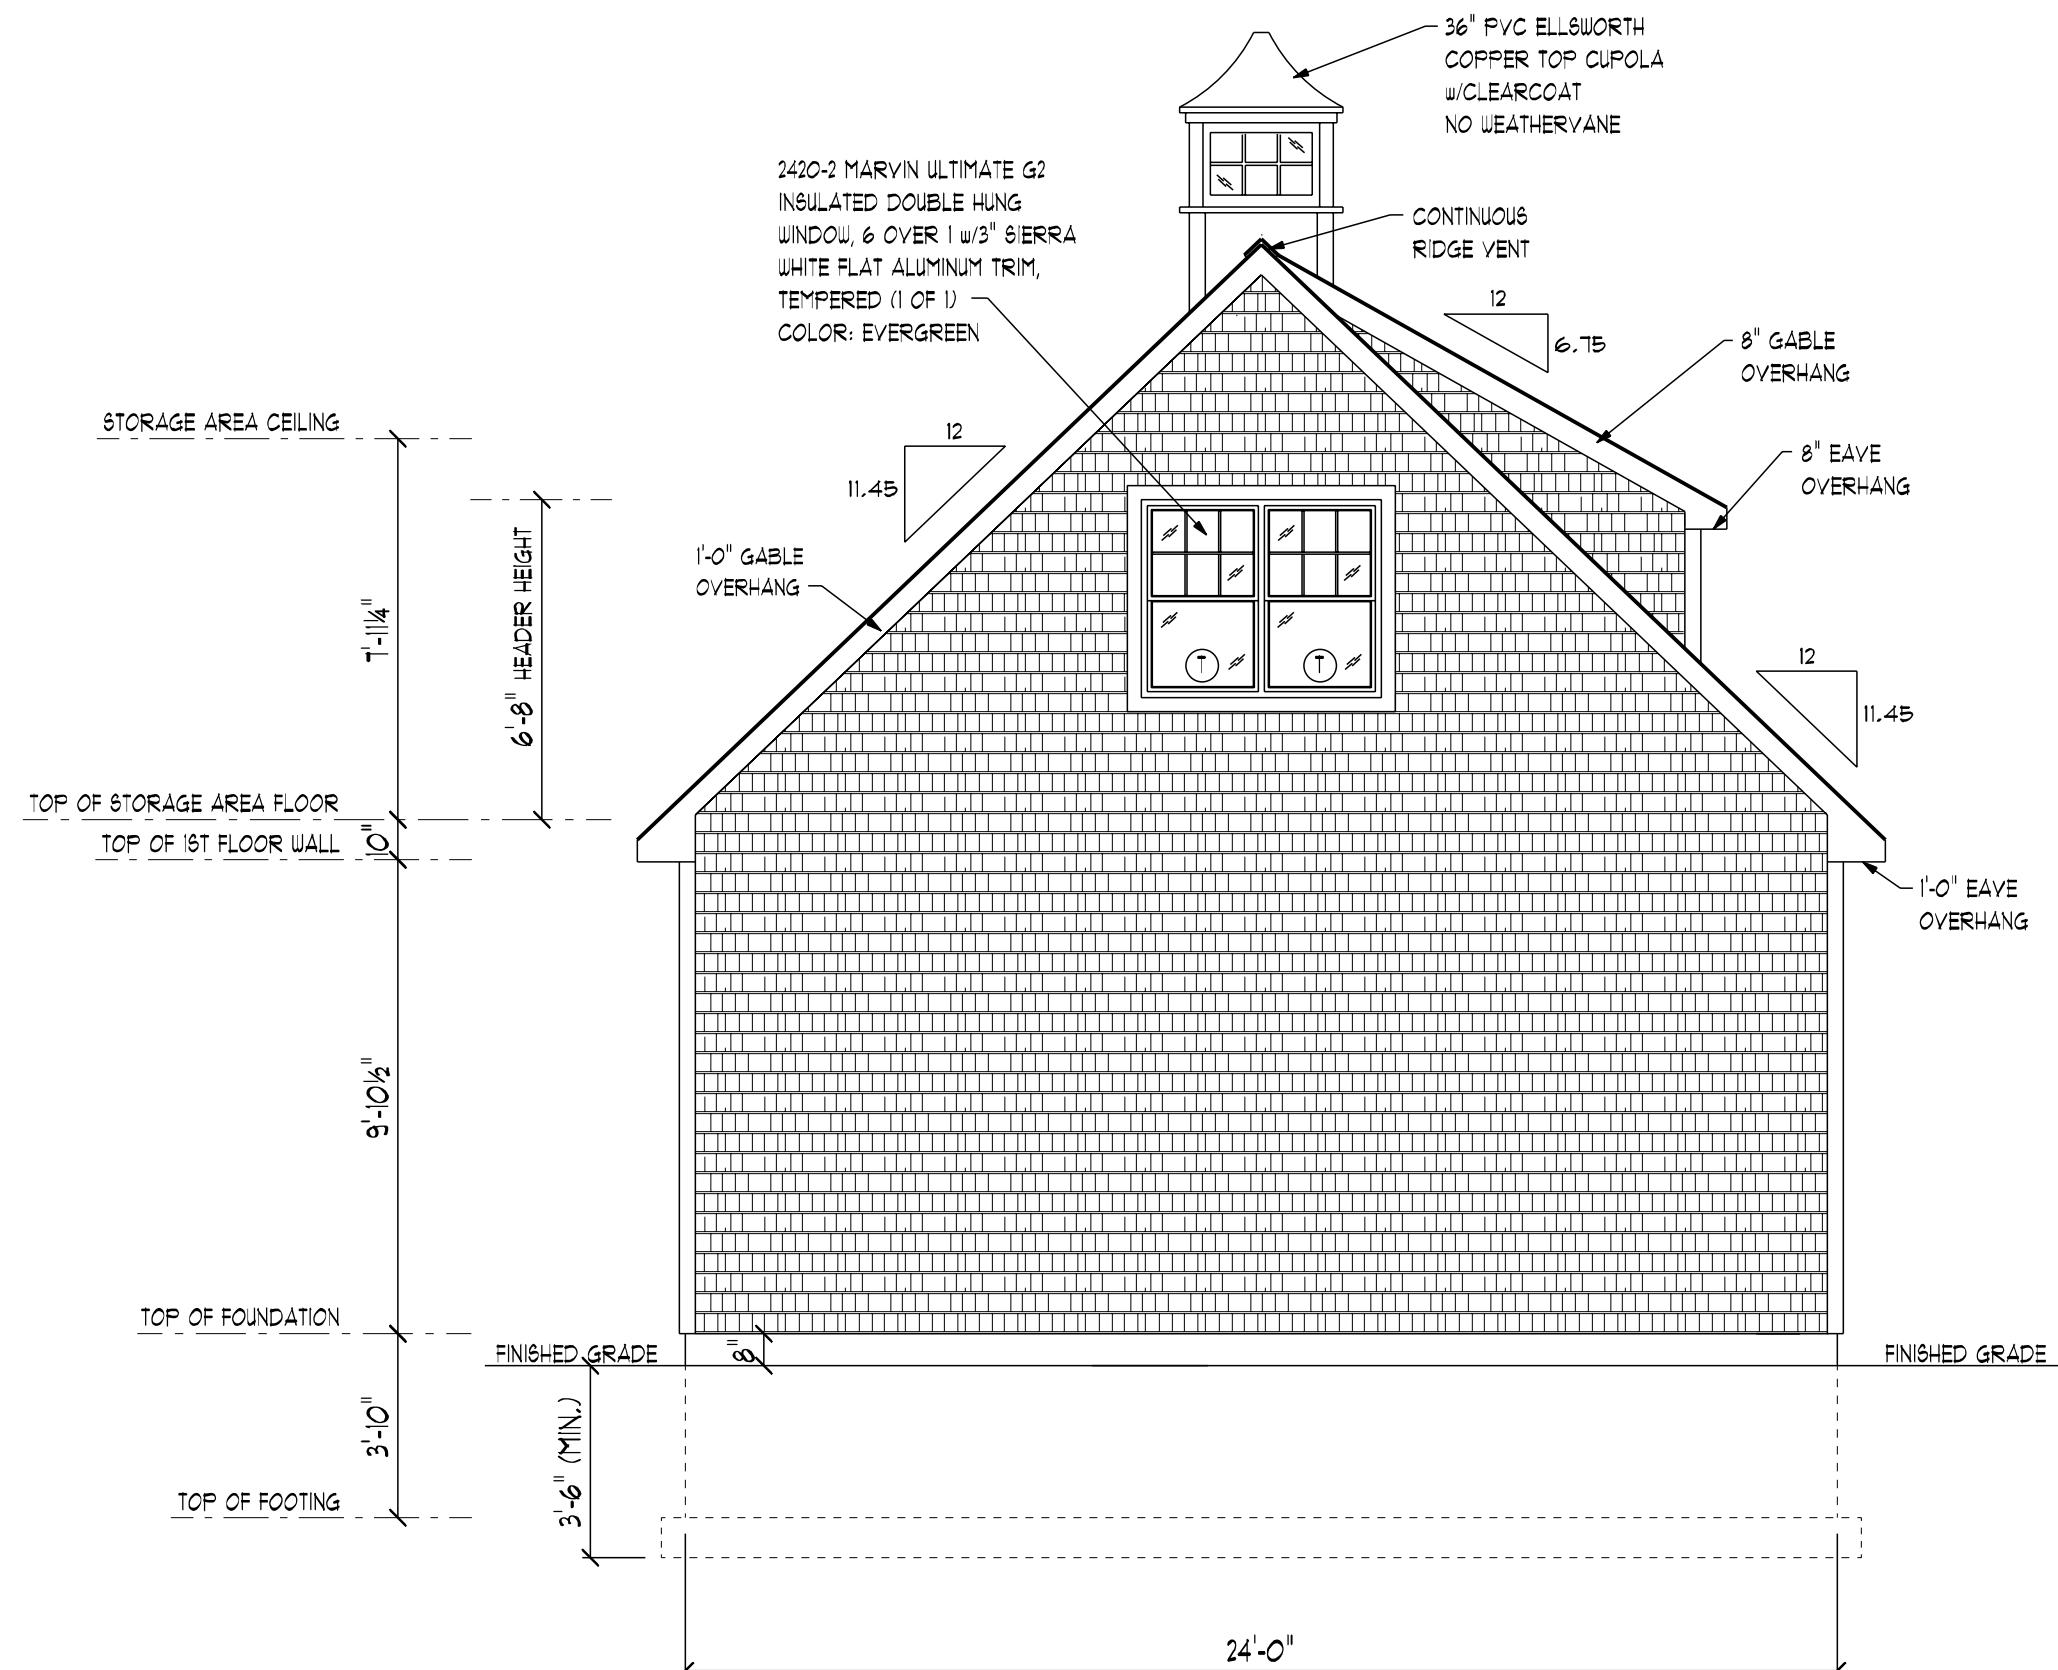 36" PVC ELLSWORTH
COPPER TOP CUPOLA
w/CLEARCOAT
NO WEATHERVANE
2420-2 MARVIN ULTIMATE G2
INSULATED DOUBLE HUNG
WINDOW, 6 OVER 1 w/3" SIERRA
WHITE FLAT ALUMINUM TRIM,
TEMPERED (1 OF 1)
COLOR: EVERGREEN
CONTINUOUS
RIDGE VENT
12
6.75
8" GABLE
OVERHANG
8" EAVE
OVERHANG
STORAGE AREA CEILING
12
11.45
1'-0" GABLE
OVERHANG
6'-8" HEADER HEIGHT
7'-11¼"
T
T
12
11.45
TOP OF STORAGE AREA FLOOR
10"
TOP OF 1ST FLOOR WALL
1'-0" EAVE
OVERHANG
9'-10½"
TOP OF FOUNDATION
FINISHED GRADE
8"
FINISHED GRADE
3'-10"
3'-6" (MIN.)
TOP OF FOOTING
24'-0"